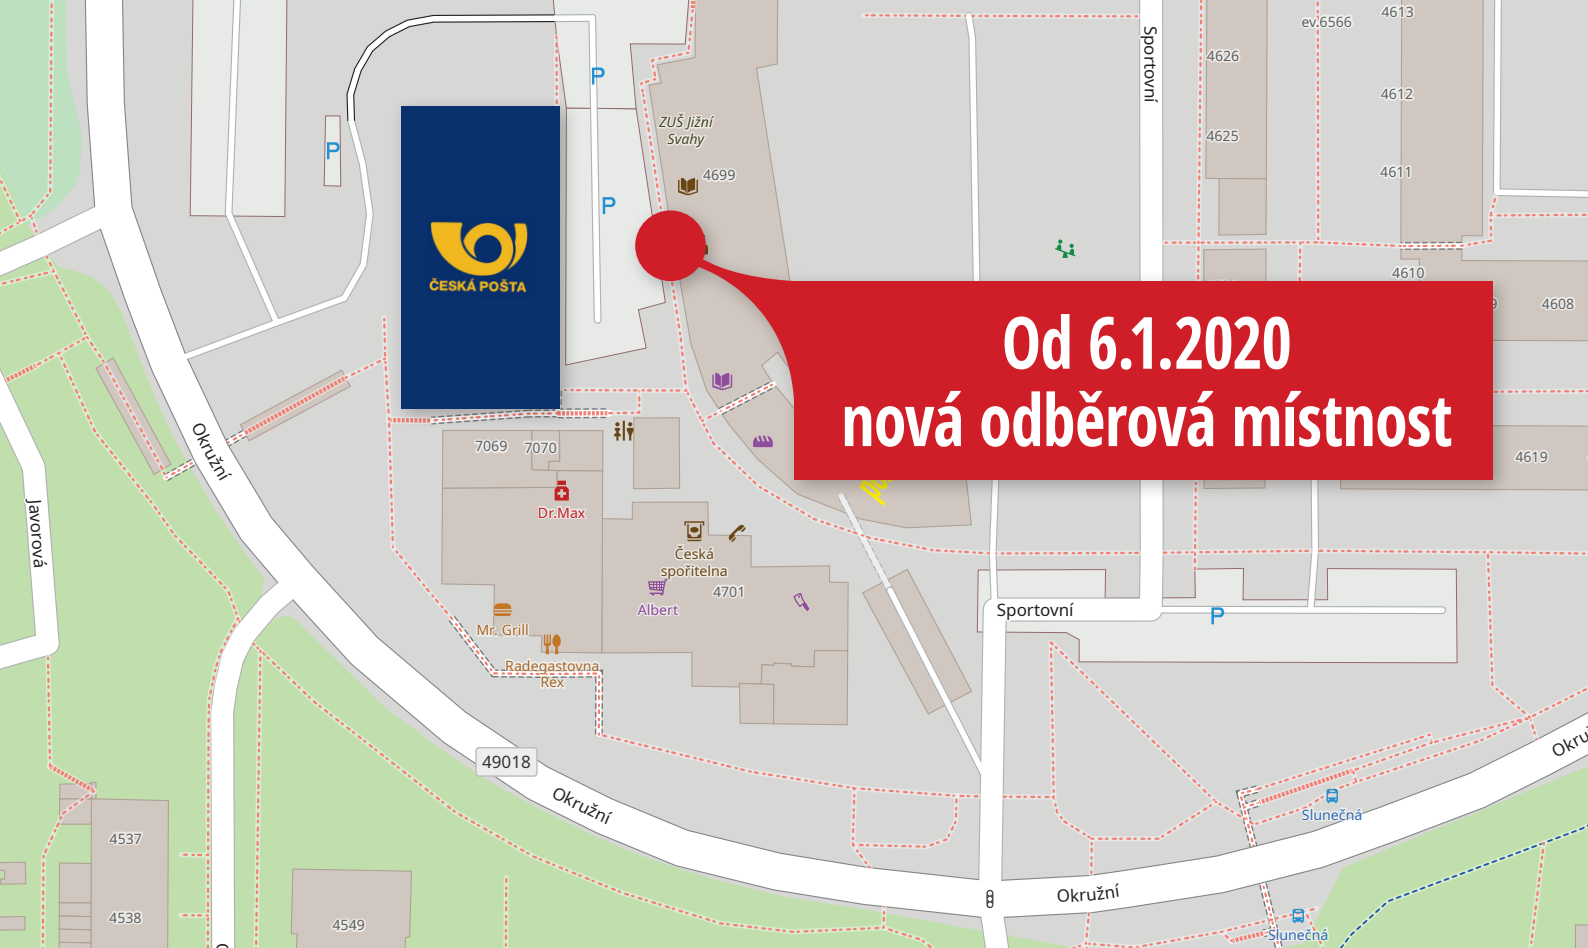 Sportovní
4613
ev.6566
4626
P
4612
ZUŠ Jižní
Svahy
4625
P
4699
4611
P
ČESKÁ POŠTA
4610
4608
Od 6.1.2020
nová odběrová místnost
Okružní
7069
7070
4619
Javorová
Dr.Max
Česká
spořitelna
4701
Albert
Sportovní
P
Mr. Grill
Radegastovna
Rex
49018
Okružní
Slunečná
4537
Okružní
4538
4549
Slunečná